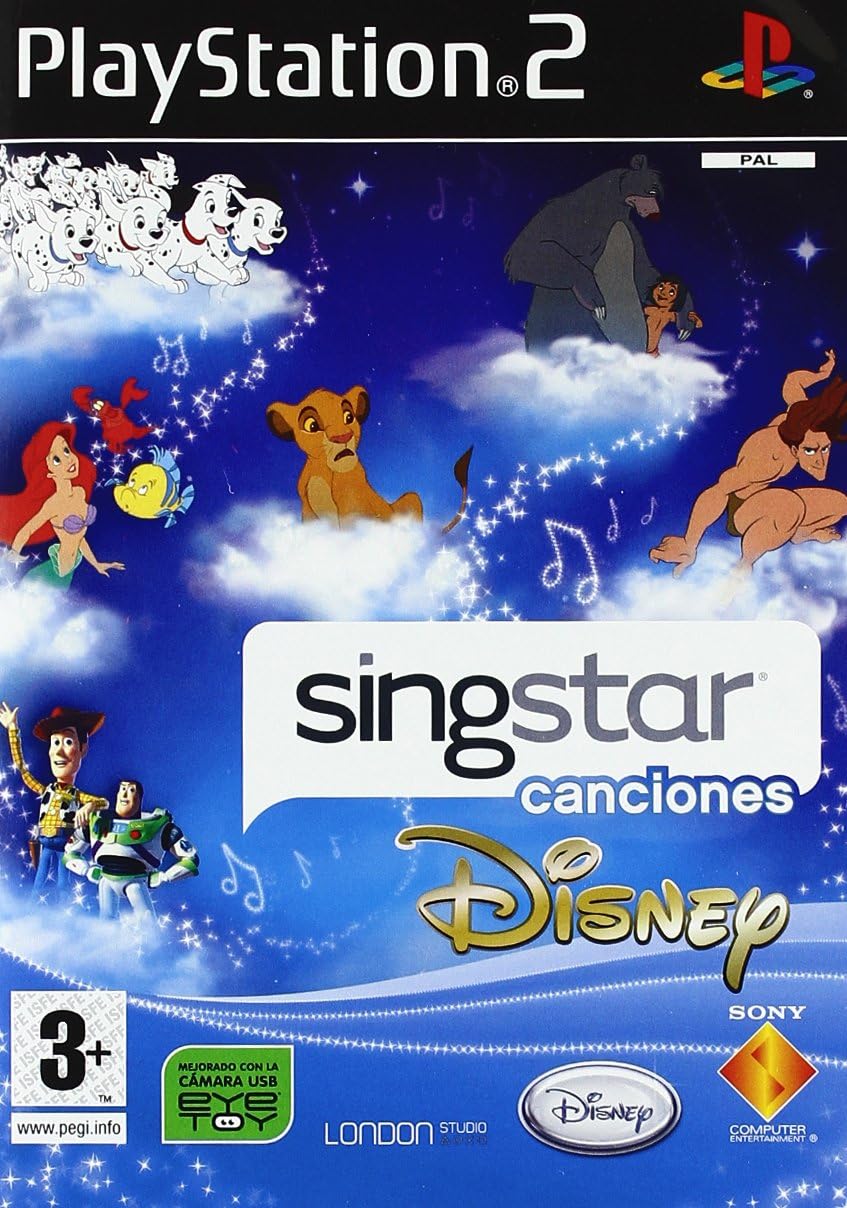 PlayStation®2
PAL
singstar®
canciones
Disney
3+
™
www.pegi.info
MEJORADO CON LA
CÁMARA USB
EYE
TOY
LONDON STUDIO
Disney
SONY
COMPUTER
ENTERTAINMENT®